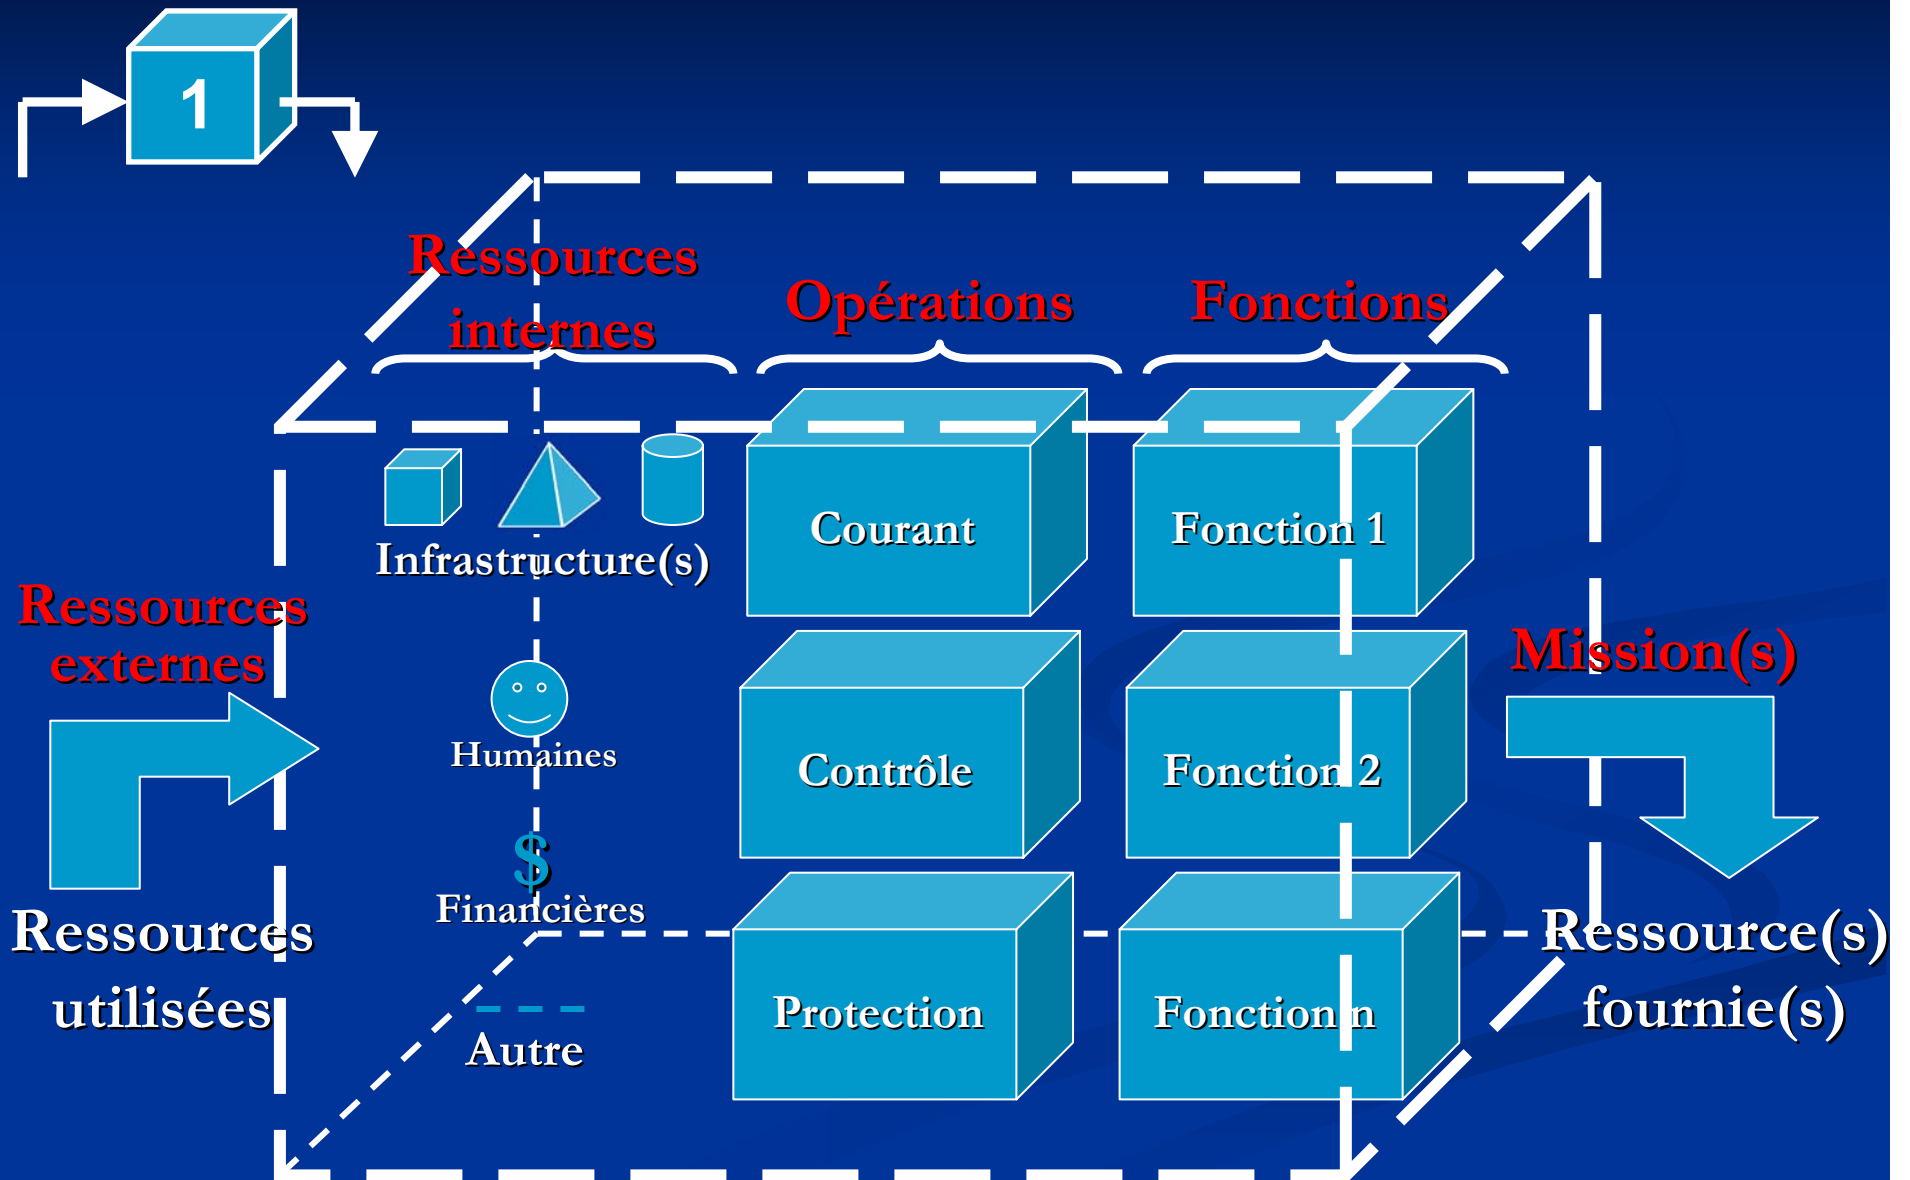 1
Ressources
internes
Opérations
Fonctions
Infrastructure(s)
Courant
Fonction 1
Ressources
externes
Mission(s)
Humaines
Contrôle
Fonction 2
$
Financières
Ressources
utilisées
Ressource(s)
fournie(s)
Autre
Protection
Fonction n